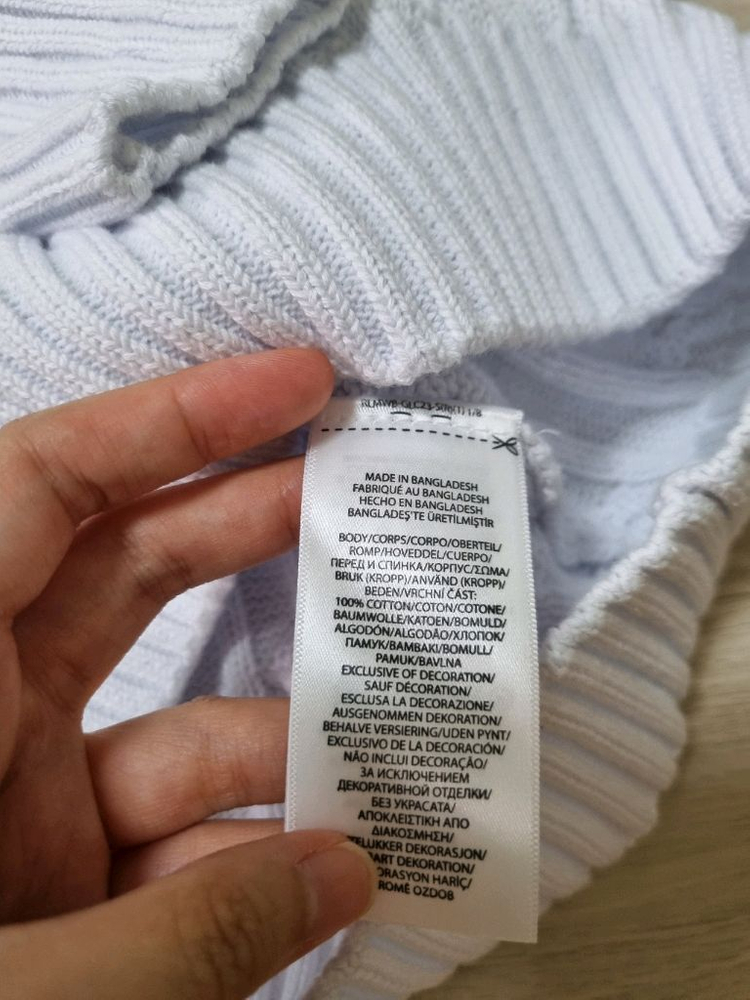 MADE IN BANGLADESH
FABRIQUÉ AU BANGLADESH
HECHO EN BANGLADESH
BANGLADEŞ'TE ÜRETİLMİŞTİR
BODY/CORPS/CORPO/OBERTEIL/
ROMP/HOVEDDEL/CUERPO/
ПЕРЕД И СПИНКА/КОРПУС/ΣΩΜΑ/
BRUK (KROPP)/ANVÄND (KROPP)/
BEDEN/VRCHNÍ ČÁST:
100% COTTON/COTON/COTONE/
BAUMWOLLE/KATOEN/BOMULD/
ALGODÓN/ALGODÃO/ХЛОПОК/
ПАМУК/BAMBAKI/BOMULL/
PAMUK/BAVLNA
EXCLUSIVE OF DECORATION/
SAUF DÉCORATION/
ESCLUSA LA DECORAZIONE/
AUSGENOMMEN DEKORATION/
BEHALVE VERSIERING/UDEN PYNT/
EXCLUSIVO DE LA DECORACIÓN/
NÃO INCLUI DECORAÇÃO/
ЗА ИСКЛЮЧЕНИЕМ
ДЕКОРАТИВНОЙ ОТДЕЛКИ/
БЕЗ УКРАСАТА/
ΑΠΟΚΛΕΙΣΤΙΚΗ ΑΠΟ
ΔΙΑΚΟΣΜΗΣΗ/
DEKORASJON/
DEKORATION/
HARİÇ/
OZDOB